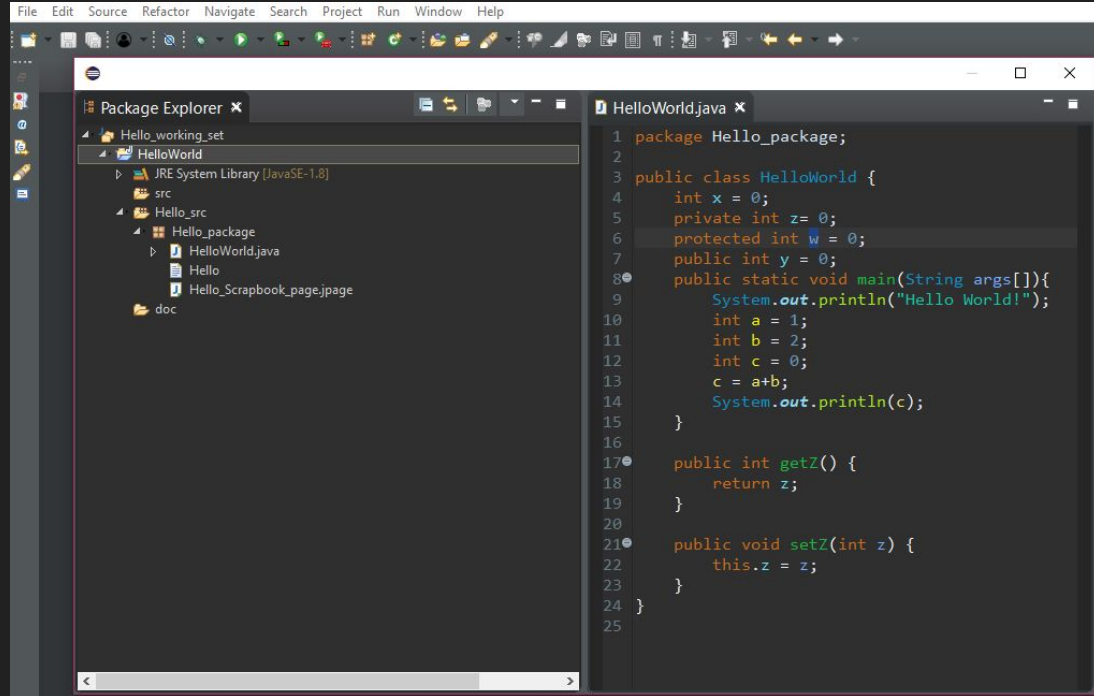 File Edit Source Refactor Navigate Search Project Run Window Help
Package Explorer
Hello_working_set
HelloWorld
JRE System Library [JavaSE-1.8]
src
Hello_src
Hello_package
HelloWorld.java
Hello
Hello_Scrapbook_page.jpage
doc
HelloWorld.java
1 package Hello_package;
2
3 public class HelloWorld {
4     int x = 0;
5     private int z= 0;
6     protected int w = 0;
7     public int y = 0;
8     public static void main(String args[]){
9         System.out.println("Hello World!");
10         int a = 1;
11         int b = 2;
12         int c = 0;
13         c = a+b;
14         System.out.println(c);
15     }
16
17     public int getZ() {
18         return z;
19     }
20
21     public void setZ(int z) {
22         this.z = z;
23     }
24 }
25